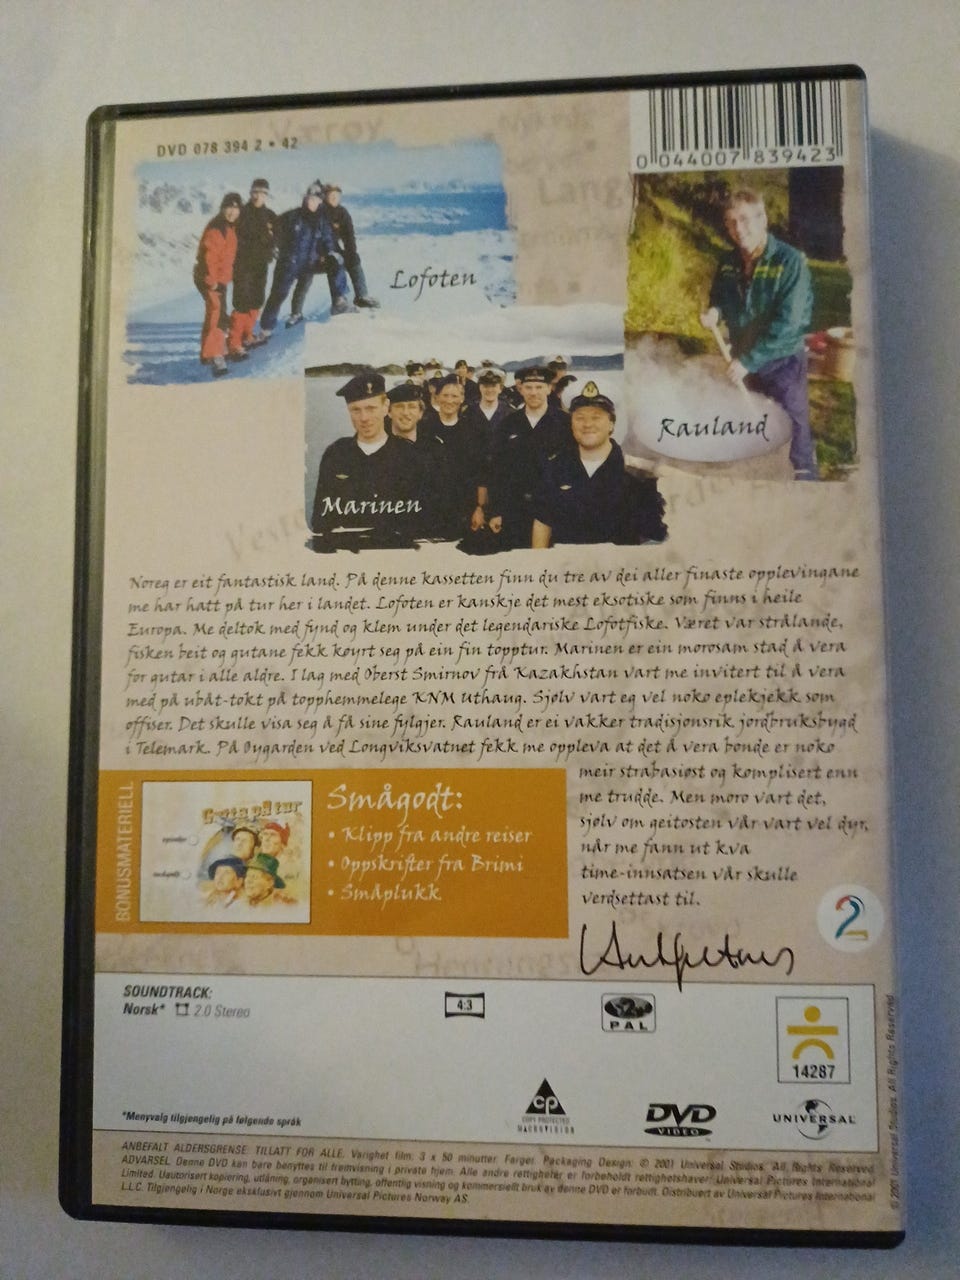 DVD 078 394 2 • 42
0 044007 839423
Værøy
Lofoten
Rauland
Marinen
Noreg er eit fantastisk land. På denne kassetten finn du tre av dei aller finaste opplevingane
me har hatt på tur her i landet. Lofoten er kanskje det mest eksotiske som finns i heile
Europa. Me deltok med fynd og klem under det legendariske Lofotfiske. Været var strålande,
fisken beit og gutane fekk køyrt seg på ein fin topptur. Marinen er ein morosam stad å vera
for gutar i alle aldre. I lag med Oberst Smirnov frå Kazakhstan vart me invitert til å vera
med på ubåt-tokt på topphemmelege KNM Uthaug. Sjølv vart eg vel noko eplekjekk som
offiser. Det skulle visa seg å få sine fylgjer. Rauland er ei vakker tradisjonsrik jordbruksbygd
i Telemark. På Øygarden ved Longviksvatnet fekk me oppleva at det å vera bonde er noko
meir strabasiøst og komplisert enn
me trudde. Men moro vart det,
sjølv om geitosten vår vart vel dyr,
når me fann ut kva
time-innsatsen vår skulle
verdsettast til.
BONUSMATERIELL
Gutta på tur
Smågodt:
• Klipp fra andre reiser
• Oppskrifter fra Brimi
• Småplukk
2
SOUNDTRACK:
Norsk* 2.0 Stereo
4:3
PAL
14287
*Menyvalg tilgjengelig på følgende språk
CP
COPY PROTECTED
MACROVISION
DVD
VIDEO
UNIVERSAL
© 2001 Universal Studios. All Rights Reserved.
ANBEFALT ALDERSGRENSE: TILLATT FOR ALLE. Varighet film: 3 x 50 minutter. Farger. Packaging Design: © 2001 Universal Studios. All Rights Reserved.
ADVARSEL Denne DVD kan bare benyttes til fremvisning i private hjem. Alle andre rettigheter er forbeholdt rettighetshaver: Universal Pictures International
Limited. Uautorisert kopiering, utlåning, organisert bytting, offentlig visning og kommersiell bruk av denne DVD er forbudt. Distribuert av Universal Pictures International
L.L.C. Tilgjengelig i Norge eksklusivt gjennom Universal Pictures Norway AS.